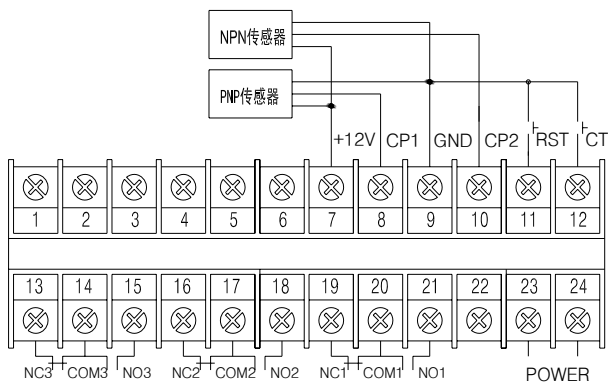 NPN传感器
PNP传感器
+12V CP1 GND CP2 RST CT
1 2 3 4 5 6 7 8 9 10 11 12
13 14 15 16 17 18 19 20 21 22 23 24
NC3 COM3 NO3 NC2 COM2 NO2 NC1 COM1 NO1 POWER